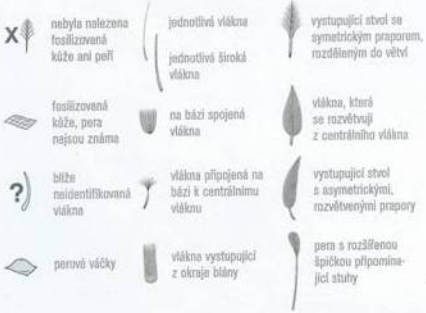 X
nebyla nalezena
fosilizovaná
kůže ani peří
fosilizovaná
kůže, pera
nejsou známa
?
blíže
neidentifikovaná
vlákna
perové váčky
jednotlivá vlákna
jednotlivá široká
vlákna
na bázi spojená
vlákna
vlákna připojená na
bázi k centrálnímu
vláknu
vlákna vystupující
z okraje blány
vystupující stvol se
symetrickým praporem,
rozděleným do větví
vlákna, která
se rozvětvují
z centrálního vlákna
vystupující stvol
s asymetrickými,
rozvětvenými prapory
pera s rozšířenou
špičkou připomína-
jící stuhy